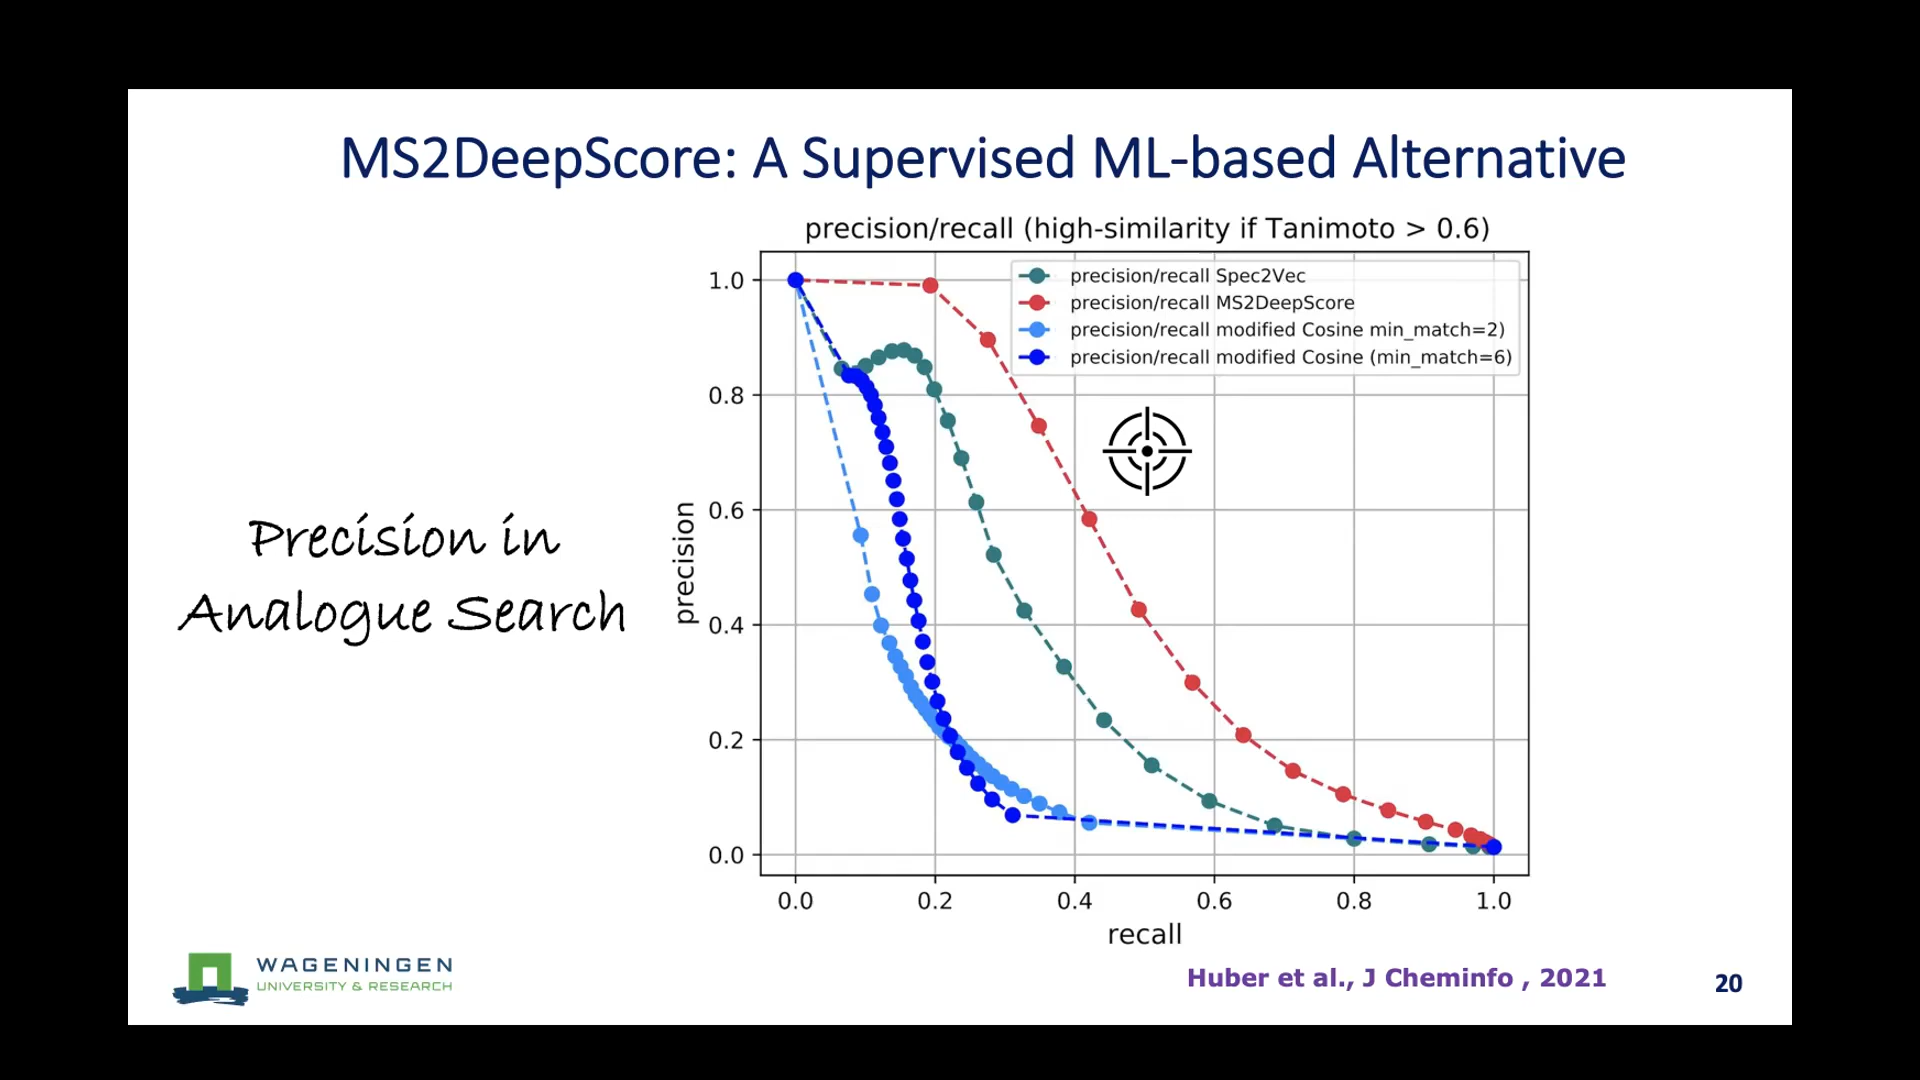 MS2DeepScore: A Supervised ML-based Alternative
precision/recall (high-similarity if Tanimoto > 0.6)
precision/recall Spec2Vec
precision/recall MS2DeepScore
precision/recall modified Cosine min_match=2)
precision/recall modified Cosine (min_match=6)
1.0
0.8
0.6
0.4
0.2
0.0
precision
0.0 0.2 0.4 0.6 0.8 1.0
recall
Precision in
Analogue Search
WAGENINGEN
UNIVERSITY & RESEARCH
Huber et al., J Cheminfo , 2021
20